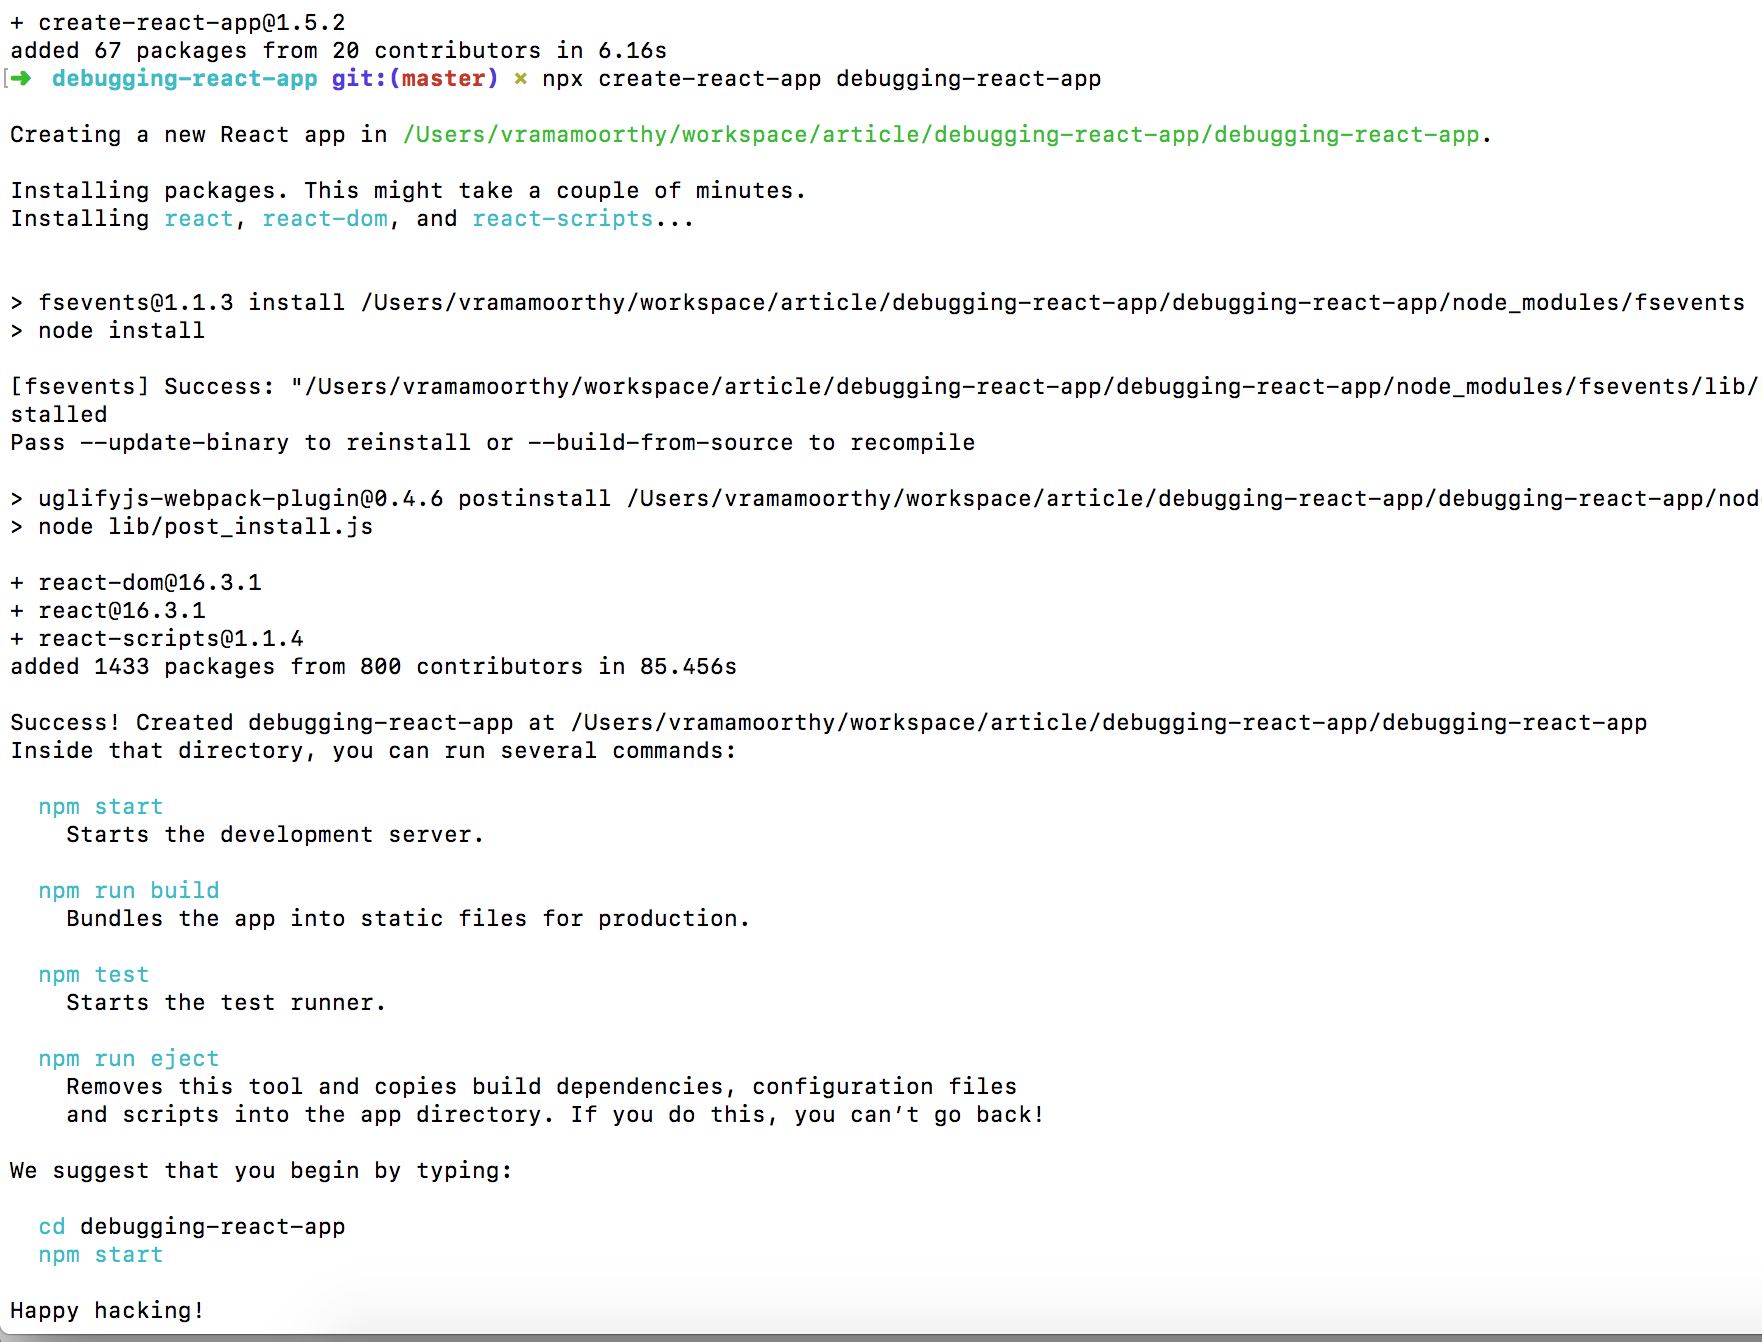 + create-react-app@1.5.2
added 67 packages from 20 contributors in 6.16s
[➜  debugging-react-app git:(master) ✗ npx create-react-app debugging-react-app

Creating a new React app in /Users/vramamoorthy/workspace/article/debugging-react-app/debugging-react-app.

Installing packages. This might take a couple of minutes.
Installing react, react-dom, and react-scripts...

> fsevents@1.1.3 install /Users/vramamoorthy/workspace/article/debugging-react-app/debugging-react-app/node_modules/fsevents
> node install

[fsevents] Success: "/Users/vramamoorthy/workspace/article/debugging-react-app/debugging-react-app/node_modules/fsevents/lib/
stalled
Pass --update-binary to reinstall or --build-from-source to recompile

> uglifyjs-webpack-plugin@0.4.6 postinstall /Users/vramamoorthy/workspace/article/debugging-react-app/debugging-react-app/nod
> node lib/post_install.js

+ react-dom@16.3.1
+ react@16.3.1
+ react-scripts@1.1.4
added 1433 packages from 800 contributors in 85.456s

Success! Created debugging-react-app at /Users/vramamoorthy/workspace/article/debugging-react-app/debugging-react-app
Inside that directory, you can run several commands:

  npm start
    Starts the development server.

  npm run build
    Bundles the app into static files for production.

  npm test
    Starts the test runner.

  npm run eject
    Removes this tool and copies build dependencies, configuration files
    and scripts into the app directory. If you do this, you can’t go back!

We suggest that you begin by typing:

  cd debugging-react-app
  npm start

Happy hacking!